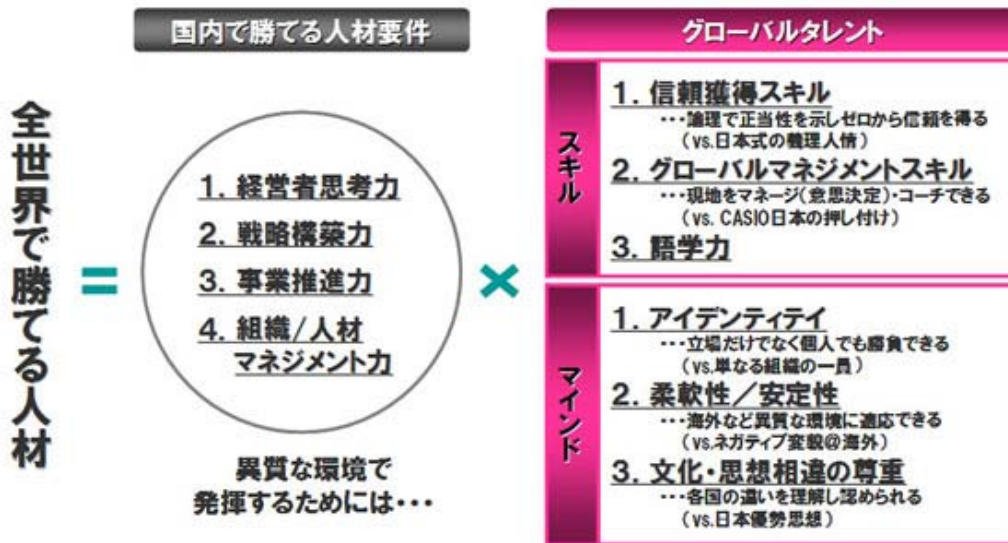 国内で勝てる人材要件
グローバルタレント
全世界で勝てる人材
=
1. 経営者思考力
2. 戦略構築力
3. 事業推進力
4. 組織/人材
マネジメント力
異質な環境で
発揮するためには・・・
×
スキル
1. 信頼獲得スキル
・・・論理で正当性を示しゼロから信頼を得る
(vs.日本式の義理人情)
2. グローバルマネジメントスキル
・・・現地をマネージ(意思決定)・コーチできる
(vs. CASIO日本の押し付け)
3. 語学力
マインド
1. アイデンティテイ
・・・立場だけでなく個人でも勝負できる
(vs.単なる組織の一員)
2. 柔軟性/安定性
・・・海外など異質な環境に適応できる
(vs.ネガティブ変貌@海外)
3. 文化・思想相違の尊重
・・・各国の違いを理解し認められる
(vs.日本優勢思想)